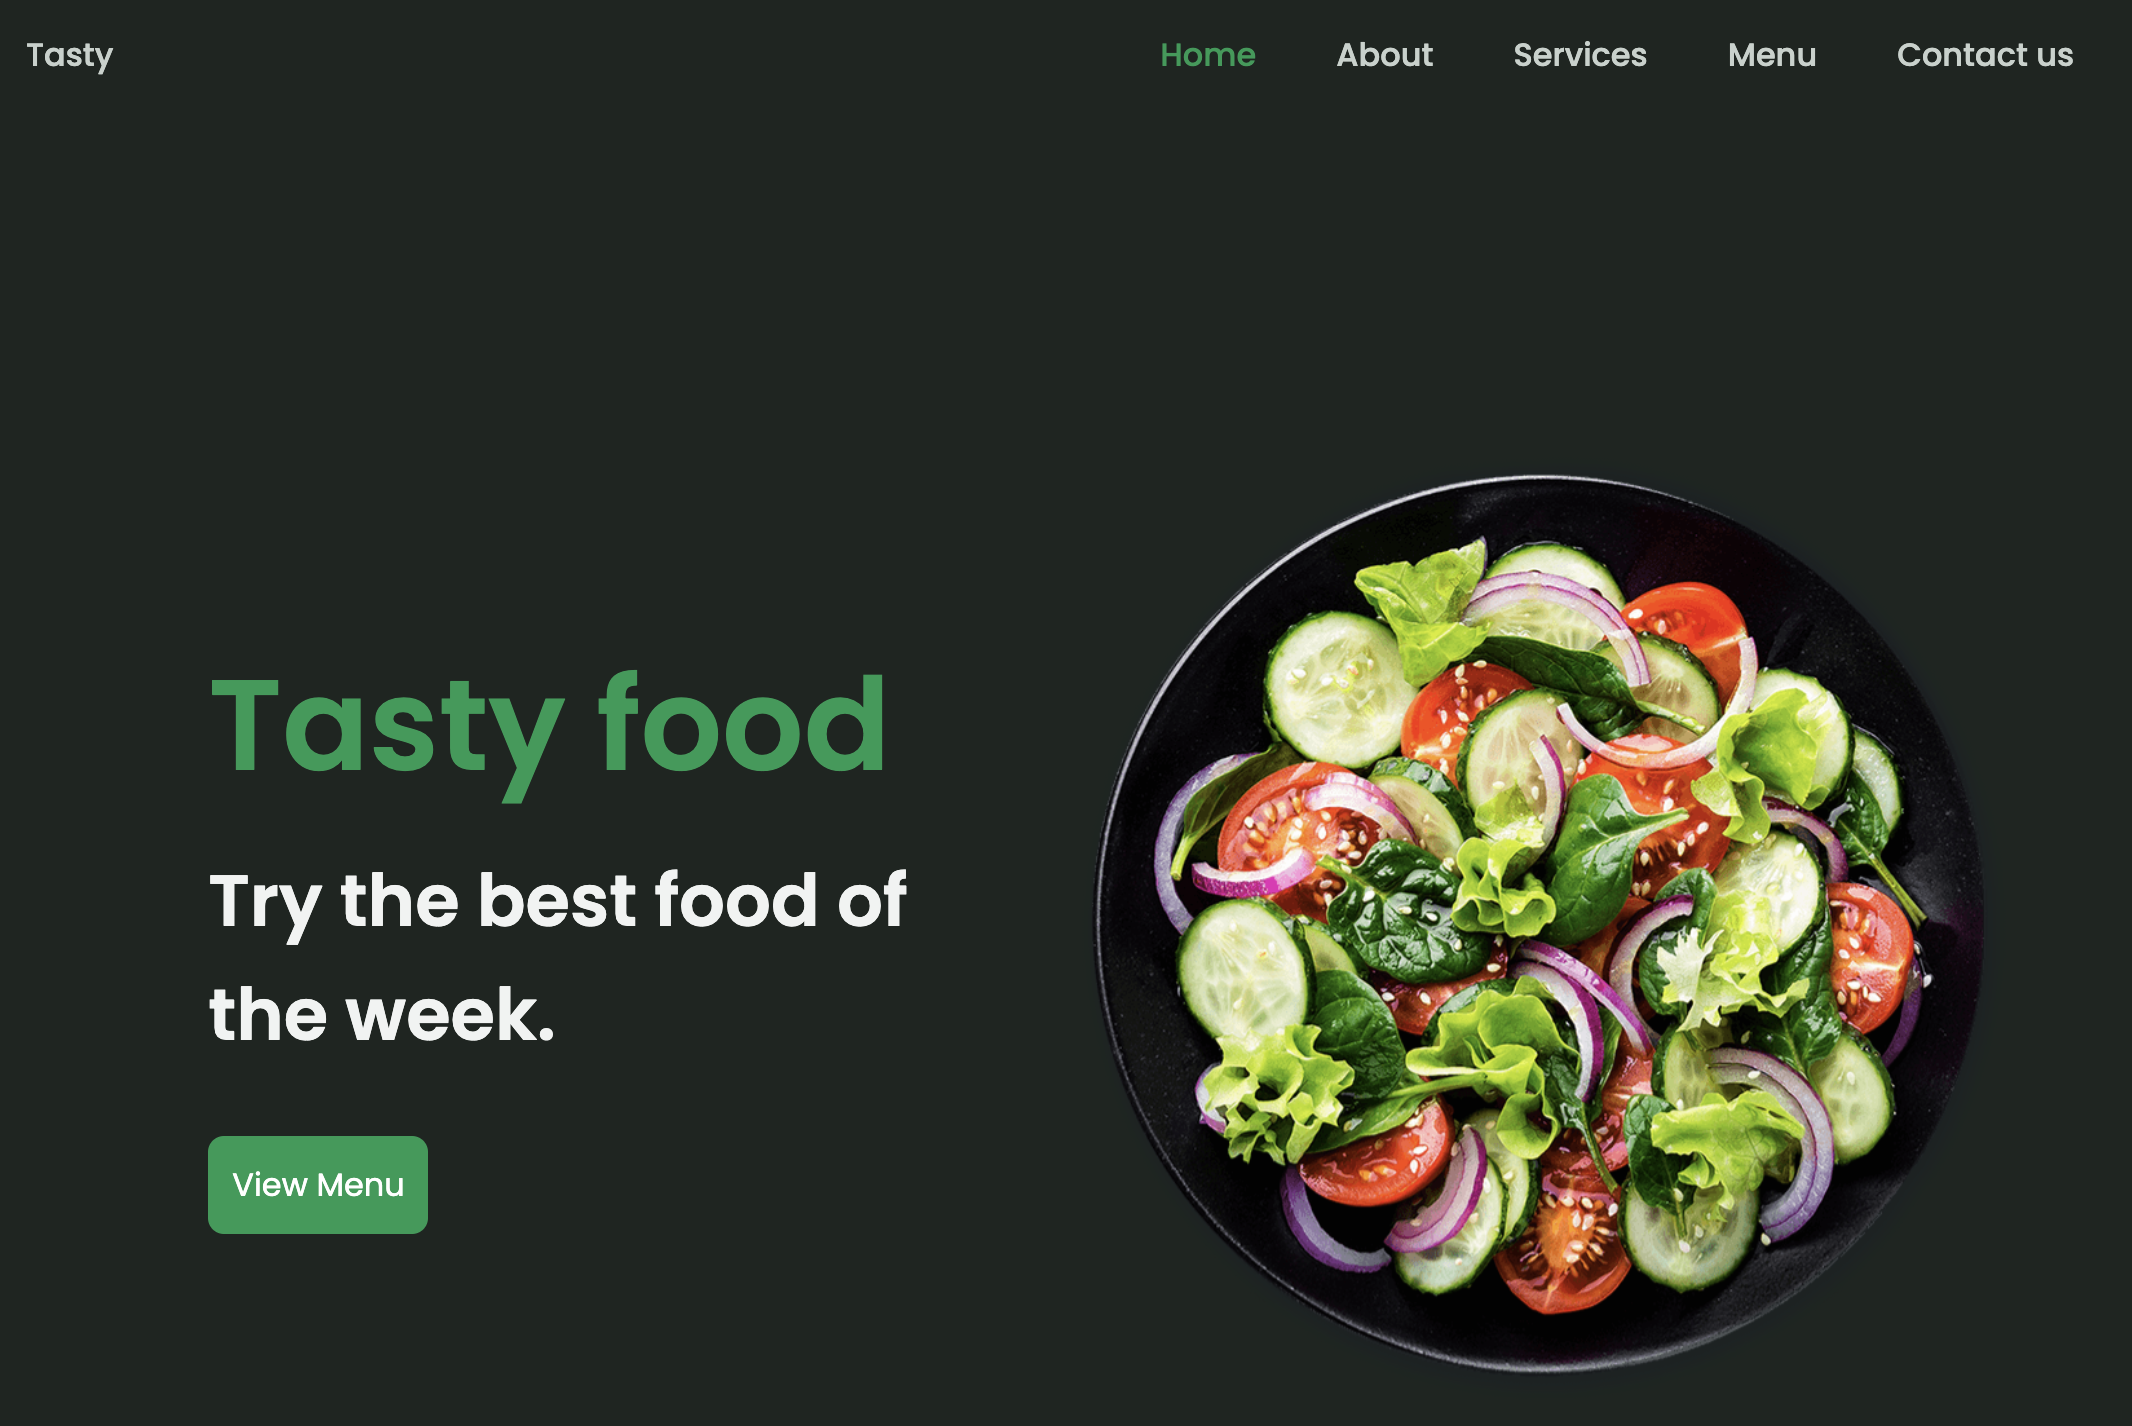 Tasty
Home
About
Services
Menu
Contact us
Tasty food
Try the best food of
the week.
View Menu